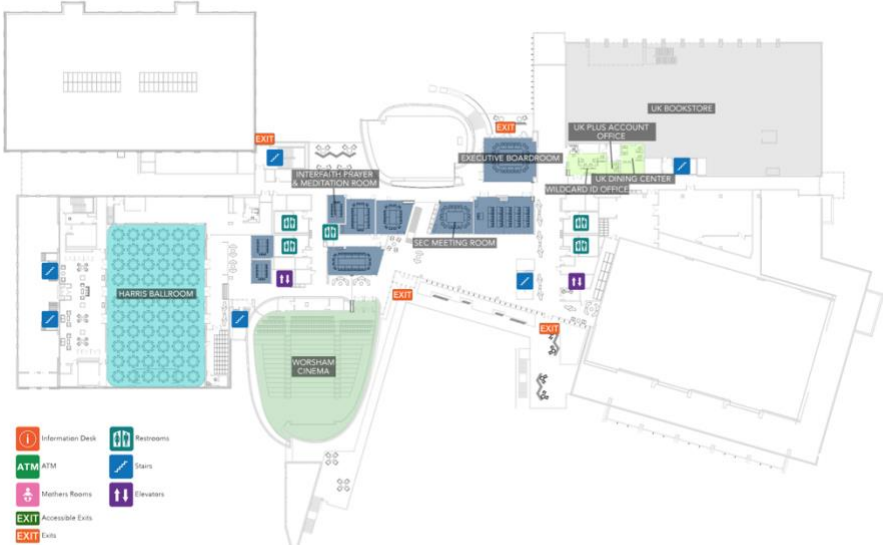 UK BOOKSTORE
EXIT
EXIT
UK PLUS ACCOUNT
OFFICE
EXECUTIVE BOARDROOM
INTERFAITH PRAYER
& MEDITATION ROOM
UK DINING CENTER
WILDCARD ID OFFICE
SEC MEETING ROOM
HARRIS BALLROOM
EXIT
EXIT
WORSHAM
CINEMA
Information Desk
Restrooms
ATM ATM
Stairs
Mothers Rooms
Elevators
EXIT Accessible Exits
EXIT Exits